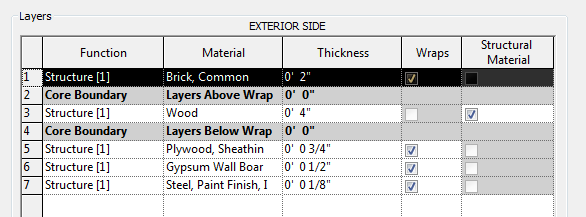 Layers
EXTERIOR SIDE
Function Material Thickness Wraps Structural Material
1 Structure [1] Brick, Common 0' 2"
2 Core Boundary Layers Above Wrap 0' 0"
3 Structure [1] Wood 0' 4"
4 Core Boundary Layers Below Wrap 0' 0"
5 Structure [1] Plywood, Sheathin 0' 0 3/4"
6 Structure [1] Gypsum Wall Boar 0' 0 1/2"
7 Structure [1] Steel, Paint Finish, I 0' 0 1/8"